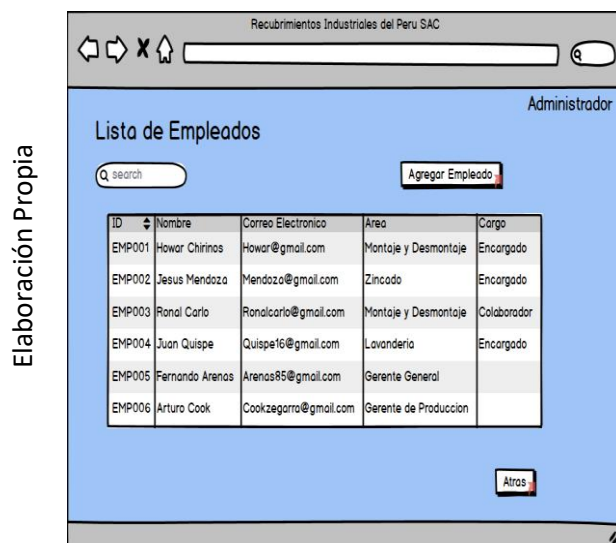 Elaboración Propia
Recubrimientos Industriales del Peru SAC
Administrador
Lista de Empleados
search
Agregar Empleado
ID Nombre Correo Electronico Area Cargo
EMP001 Howar Chirinos Howar@gmail.com Montaje y Desmontaje Encargado
EMP002 Jesus Mendoza Mendoza@gmail.com Zincado Encargado
EMP003 Ronal Carlo Ronalcarlo@gmail.com Montaje y Desmontaje Colaborador
EMP004 Juan Quispe Quispe16@gmail.com Lavanderia Encargado
EMP005 Fernando Arenas Arenas85@gmail.com Gerente General
EMP006 Arturo Cook Cookzegarra@gmail.com Gerente de Produccion
Atras